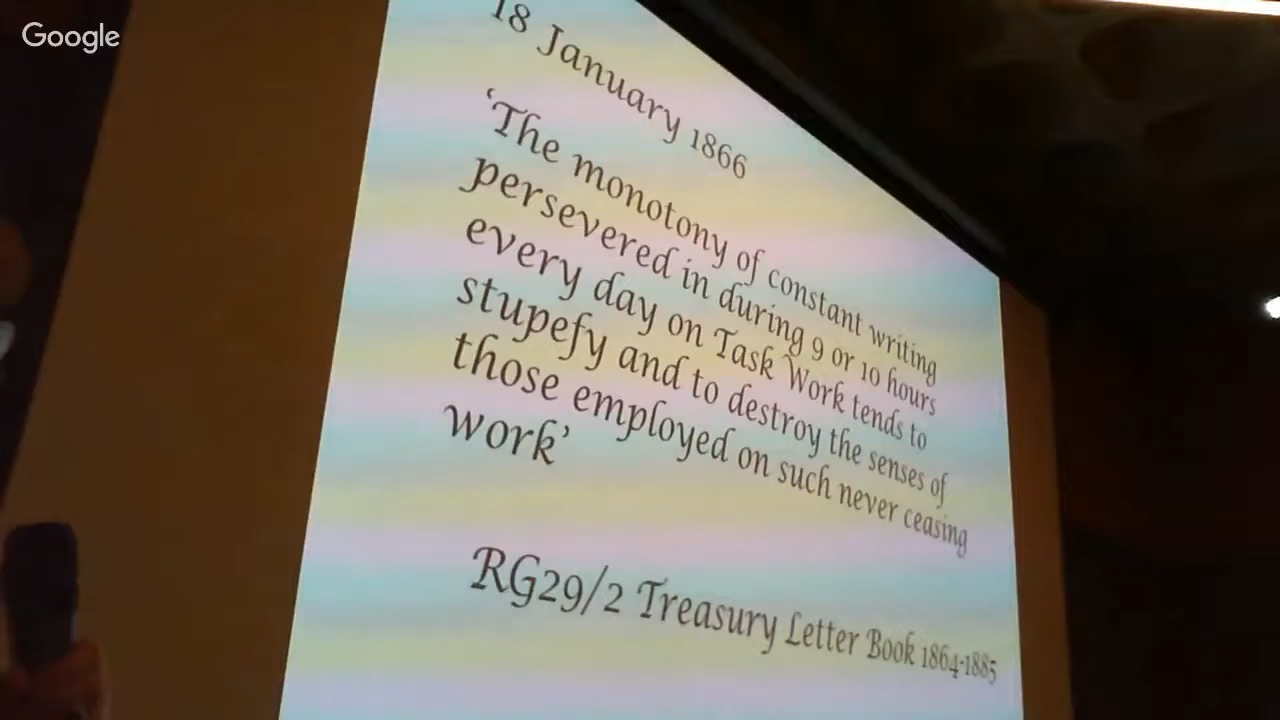 Google
18 January 1866
‘The monotony of constant writing
persevered in during 9 or 10 hours
every day on Task Work tends to
stupefy and to destroy the senses of
those employed on such never ceasing
work’
RG29/2 Treasury Letter Book 1864-1885